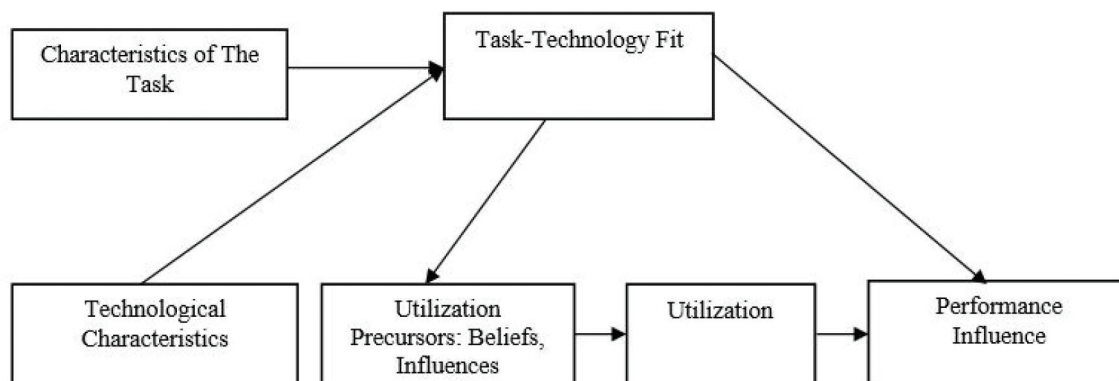 Characteristics of The
Task
Task-Technology Fit
Technological
Characteristics
Utilization
Precursors: Beliefs,
Influences
Utilization
Performance
Influence